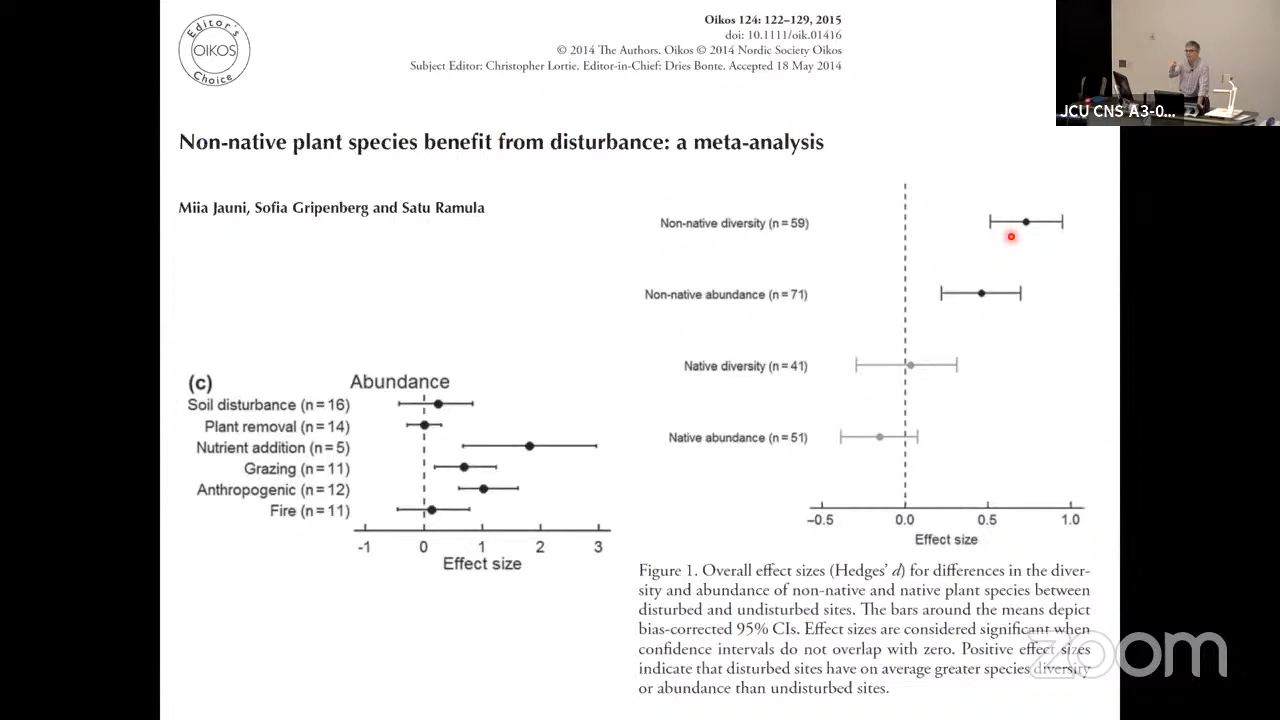 Editor's
OIKOS
Choice
Oikos 124: 122–129, 2015
doi: 10.1111/oik.01416
© 2014 The Authors. Oikos © 2014 Nordic Society Oikos
Subject Editor: Christopher Lortie. Editor-in-Chief: Dries Bonte. Accepted 18 May 2014
JCU CNS A3-0...
Non-native plant species benefit from disturbance: a meta-analysis
Miia Jauni, Sofia Gripenberg and Satu Ramula
Non-native diversity (n = 59)
Non-native abundance (n = 71)
Native diversity (n = 41)
Native abundance (n = 51)
−0.5 0.0 0.5 1.0
Effect size
(c) Abundance
Soil disturbance (n = 16)
Plant removal (n = 14)
Nutrient addition (n = 5)
Grazing (n = 11)
Anthropogenic (n = 12)
Fire (n = 11)
-1 0 1 2 3
Effect size
Figure 1. Overall effect sizes (Hedges' d) for differences in the diver-
sity and abundance of non-native and native plant species between
disturbed and undisturbed sites. The bars around the means depict
bias-corrected 95% CIs. Effect sizes are considered significant when
confidence intervals do not overlap with zero. Positive effect sizes
indicate that disturbed sites have on average greater species diversity
or abundance than undisturbed sites.
zoom